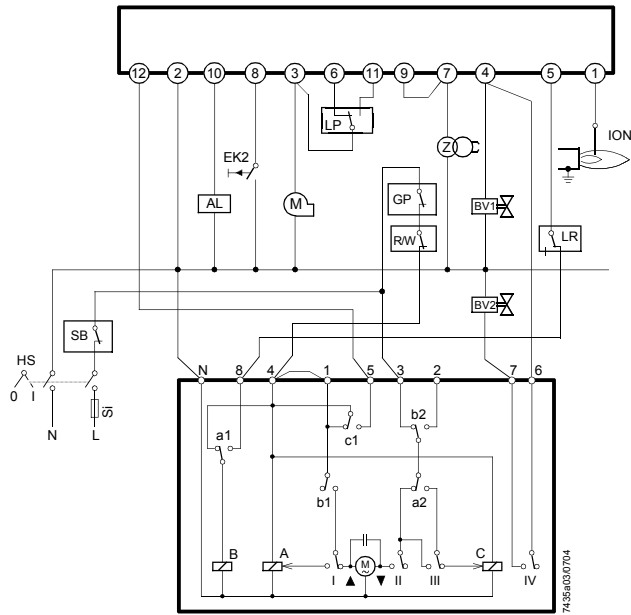 12 2 10 8 3 6 11 9 7 4 5 1
LP
ION
EK2
Z
AL
M
GP
BV1
R/W
LR
BV2
SB
HS
0 I
SI
N L
N 8 4 1 5 3 2 7 6
b2
c1
a1
b1 a2
B A M ~ C
I II III IV
7435a03/0704